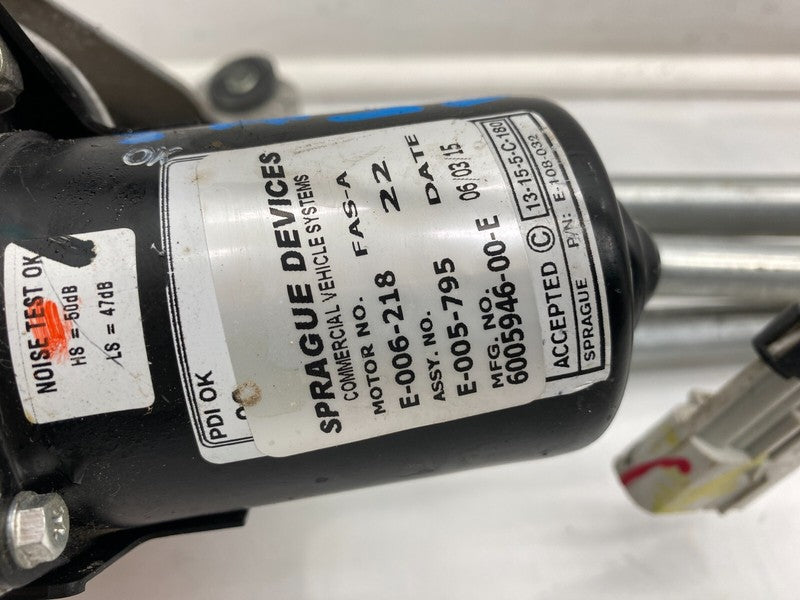 OK
NOISE TEST OK
HS = 50dB
LS = 47dB
PDI OK
SPRAGUE DEVICES
COMMERCIAL VEHICLE SYSTEMS
MOTOR NO. FAS-A
E-006-218 22
ASSY. NO. DATE
E-005-795 06/03/15
MFG. NO.
6005946-00-E
ACCEPTED C 13-15-5-C-180
SPRAGUE P/N: E-108-032